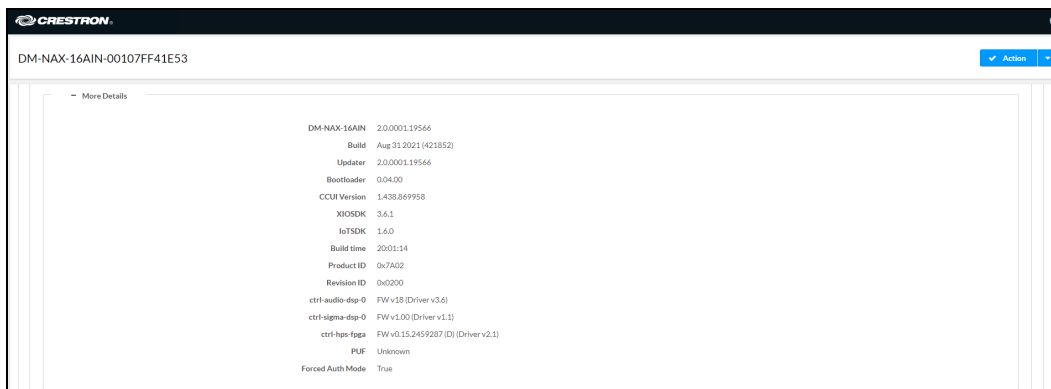 CRESTRON.
DM-NAX-16AIN-00107FF41E53
Action
More Details
DM-NAX-16AIN 2.0.0001.19566
Build Aug 31 2021 (421852)
Updater 2.0.0001.19566
Bootloader 0.04.00
CCUI Version 1.438.869958
XIOSDK 3.6.1
IoTSDK 1.6.0
Build time 20:01:14
Product ID 0x7A02
Revision ID 0x0200
ctrl-audio-dsp-0 FW v18 (Driver v3.6)
ctrl-sigma-dsp-0 FW v1.00 (Driver v1.1)
ctrl-hps-fpga FW v0.15.2459287 (D) (Driver v2.1)
PUF Unknown
Forced Auth Mode True